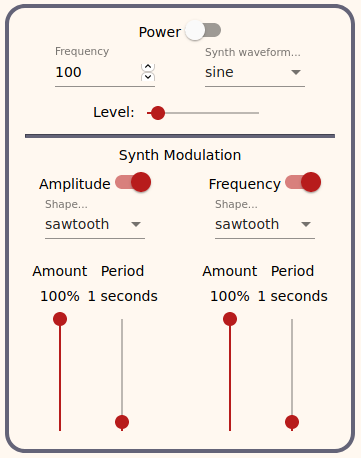 Power
Frequency
Synth waveform...
100
sine
Level:
Synth Modulation
Amplitude
Frequency
Shape...
Shape...
sawtooth
sawtooth
Amount Period
Amount Period
100% 1 seconds
100% 1 seconds